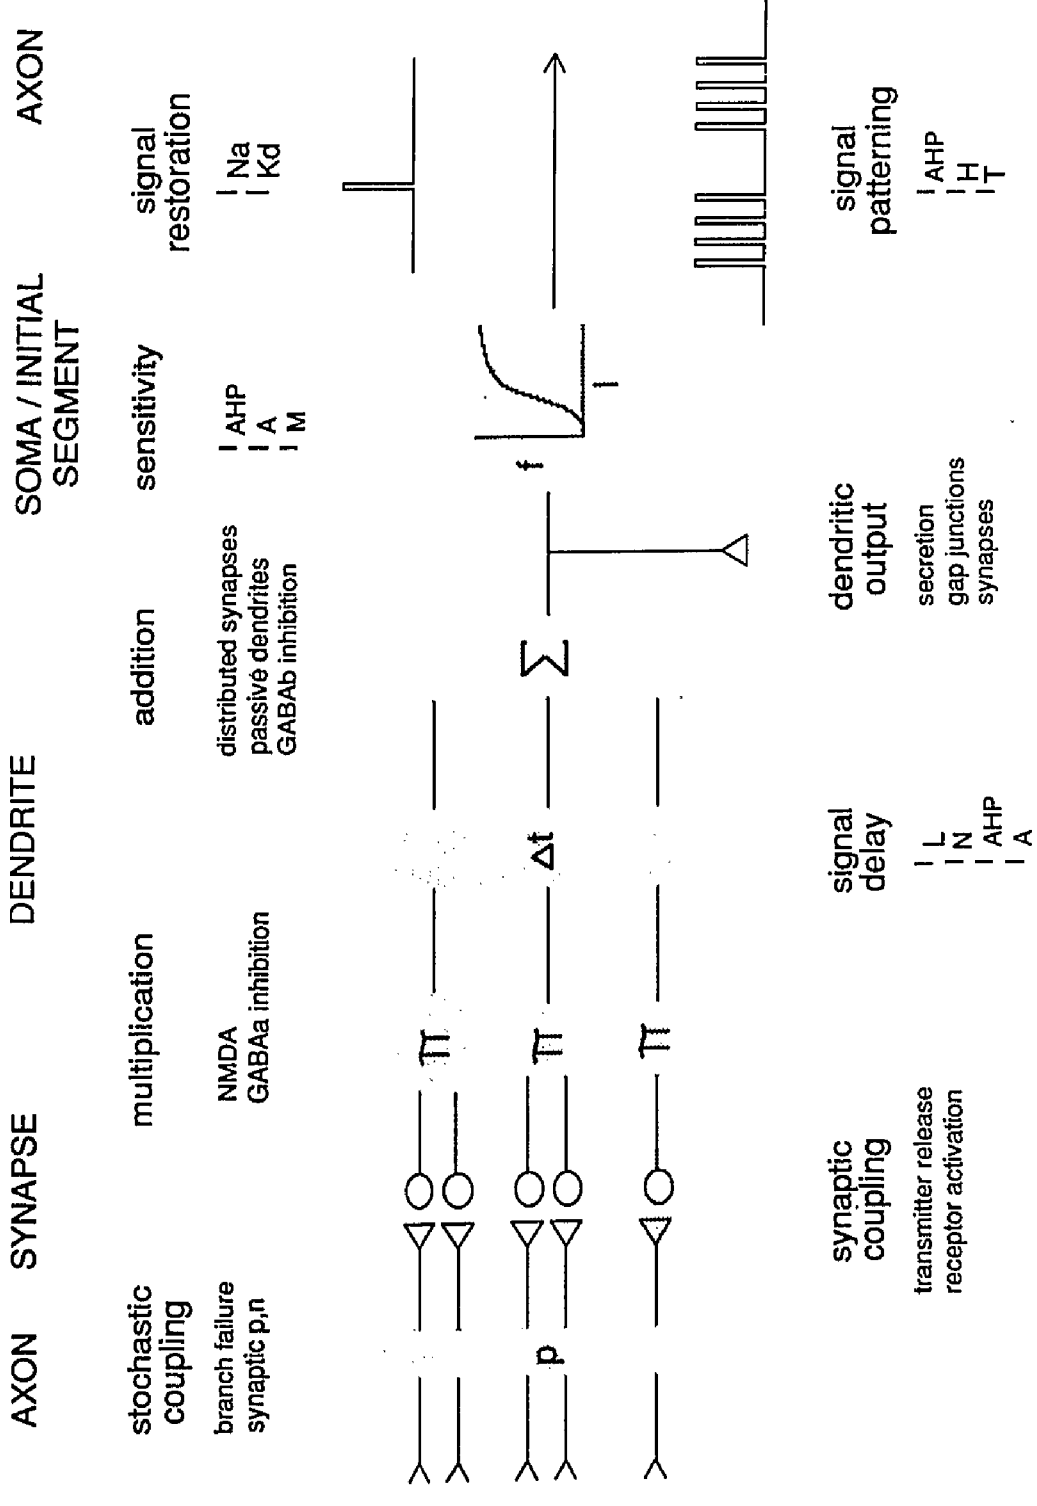 AXON
SYNAPSE
DENDRITE
SOMA / INITIAL
SEGMENT
AXON
stochastic
coupling
branch failure
synaptic p,n
multiplication
NMDA
GABAa inhibition
addition
distributed synapses
passive dendrites
GABAb inhibition
sensitivity
I AHP
I A
I M
signal
restoration
I Na
I Kd
p
π
π
π
Δt
Σ
f
I
synaptic
coupling
transmitter release
receptor activation
signal
delay
I L
I N
I AHP
I A
dendritic
output
secretion
gap junctions
synapses
signal
patterning
I AHP
I H
I T